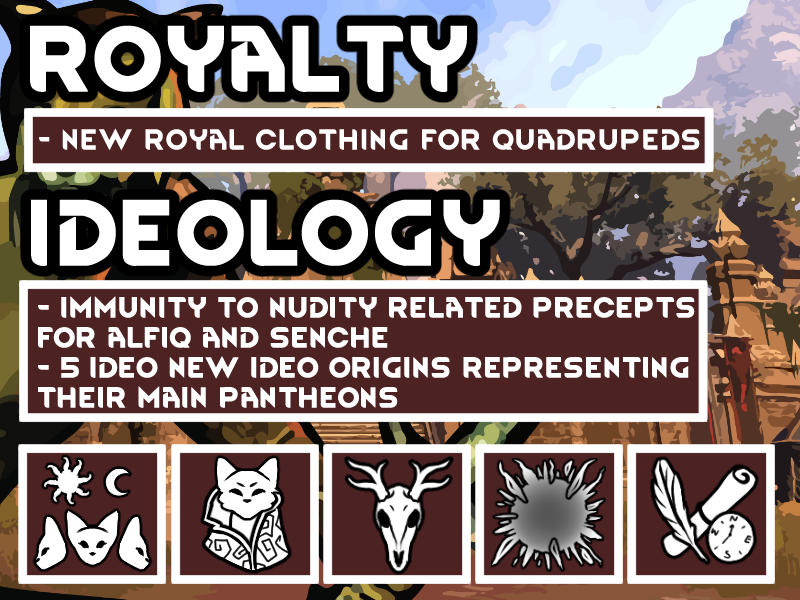 ROYALTY
- NEW ROYAL CLOTHING FOR QUADRUPEDS
IDEOLOGY
- IMMUNITY TO NUDITY RELATED PRECEPTS
FOR ALFIQ AND SENCHE
- 5 IDEO NEW IDEO ORIGINS REPRESENTING
THEIR MAIN PANTHEONS
N
E
S